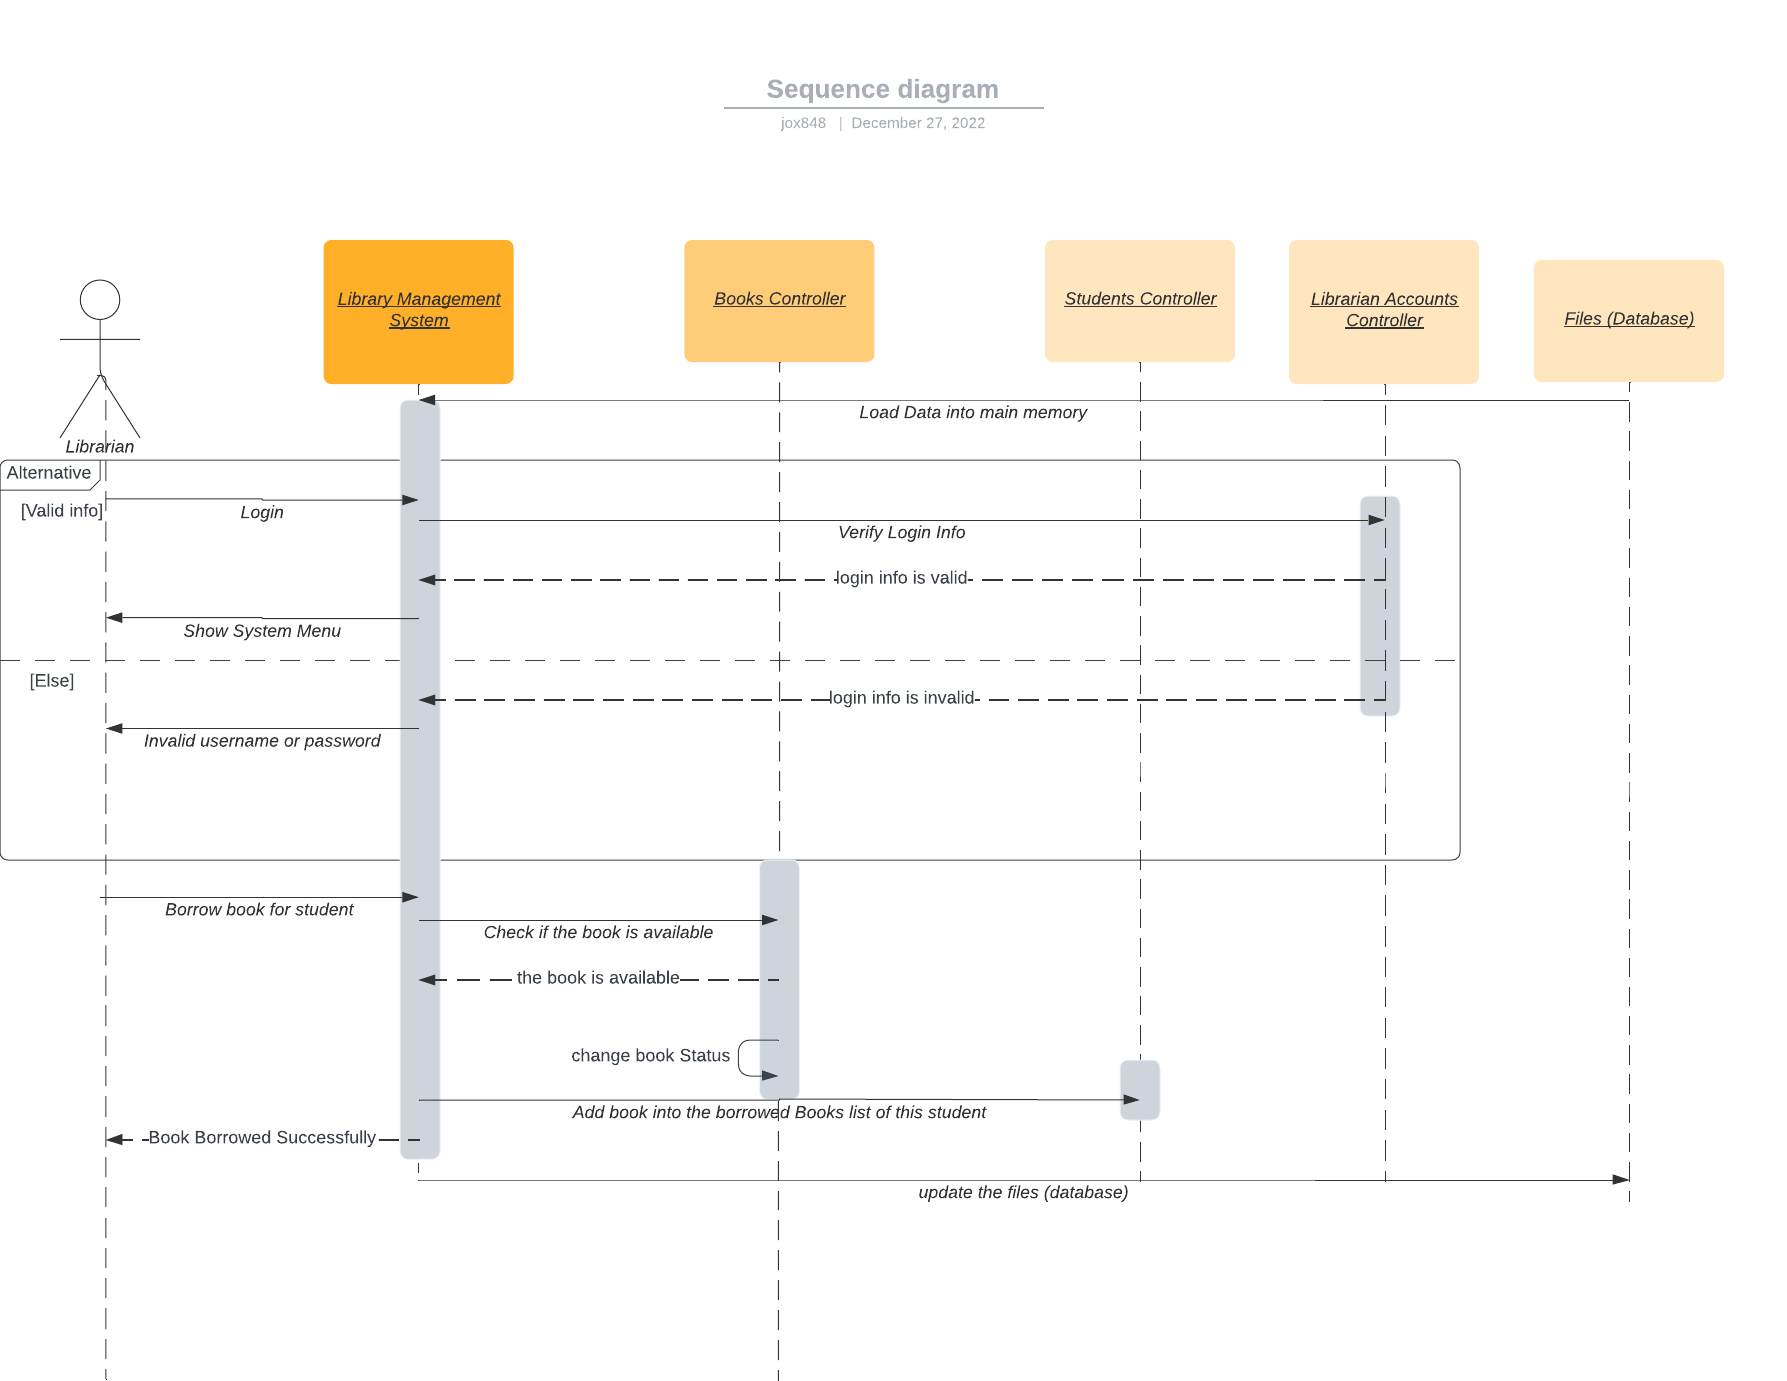 Sequence diagram
jox848 | December 27, 2022
Library Management
System
Books Controller
Students Controller
Librarian Accounts
Controller
Files (Database)
Librarian
Load Data into main memory
Alternative
[Valid info]
Login
Verify Login Info
login info is valid
Show System Menu
[Else]
login info is invalid
Invalid username or password
Borrow book for student
Check if the book is available
the book is available
change book Status
Add book into the borrowed Books list of this student
Book Borrowed Successfully
update the files (database)